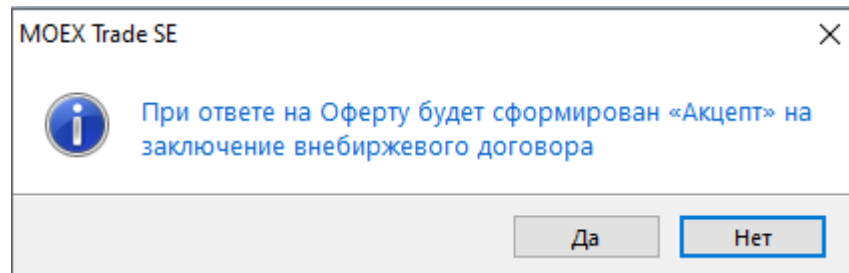 MOEX Trade SE
При ответе на Оферту будет сформирован «Акцепт» на
заключение внебиржевого договора
Да Нет